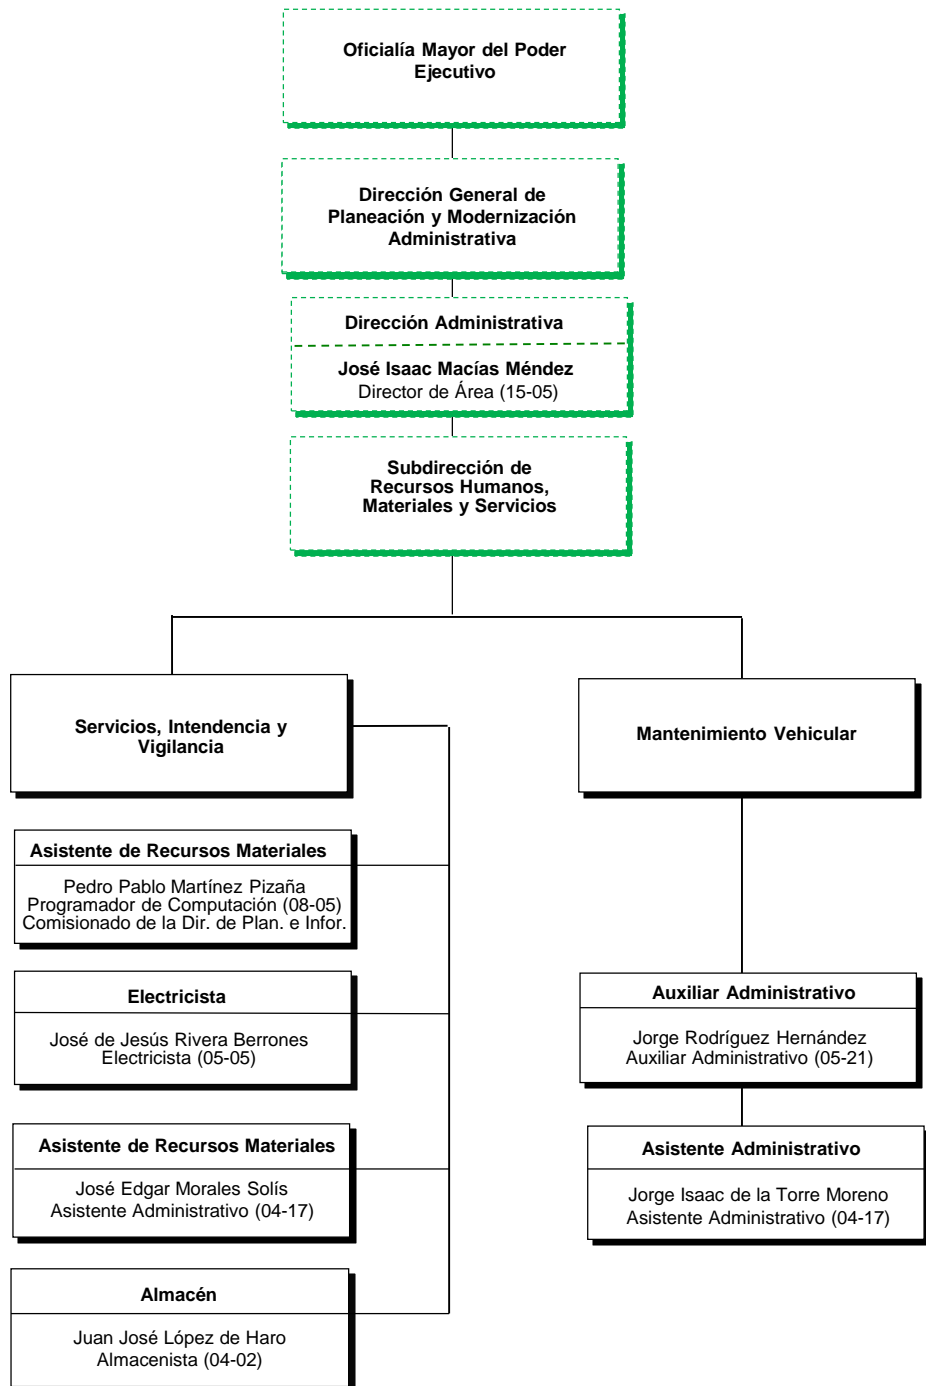 Oficialía Mayor del Poder
Ejecutivo
Dirección General de
Planeación y Modernización
Administrativa
Dirección Administrativa
José Isaac Macías Méndez
Director de Área (15-05)
Subdirección de
Recursos Humanos,
Materiales y Servicios
Servicios, Intendencia y
Vigilancia
Asistente de Recursos Materiales
Pedro Pablo Martínez Pizaña
Programador de Computación (08-05)
Comisionado de la Dir. de Plan. e Infor.
Electricista
José de Jesús Rivera Berrones
Electricista (05-05)
Asistente de Recursos Materiales
José Edgar Morales Solís
Asistente Administrativo (04-17)
Almacén
Juan José López de Haro
Almacenista (04-02)
Mantenimiento Vehicular
Auxiliar Administrativo
Jorge Rodríguez Hernández
Auxiliar Administrativo (05-21)
Asistente Administrativo
Jorge Isaac de la Torre Moreno
Asistente Administrativo (04-17)